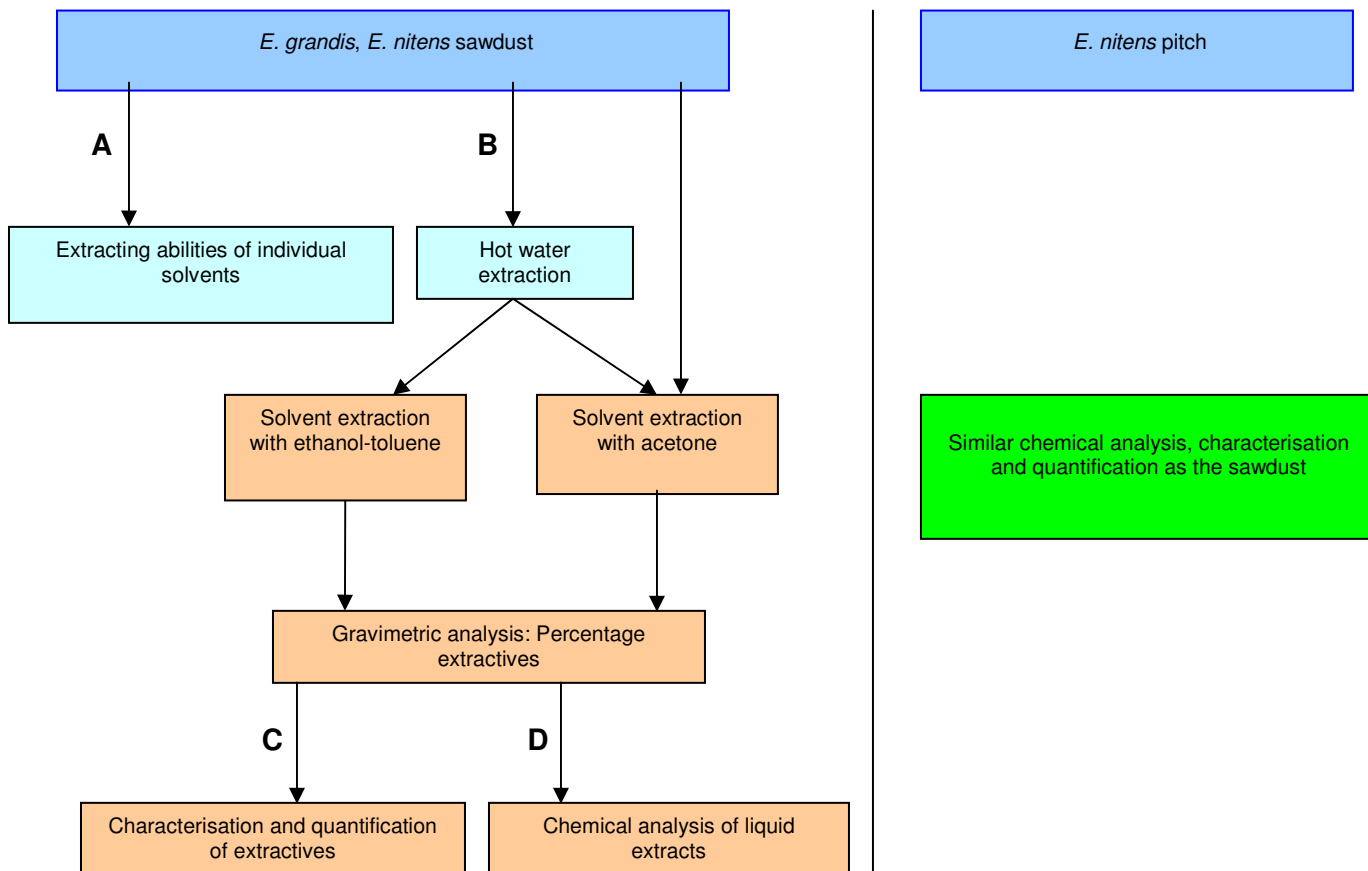 E. grandis, E. nitens sawdust
E. nitens pitch
A
B
Extracting abilities of individual
solvents
Hot water
extraction
Solvent extraction
with ethanol-toluene
Solvent extraction
with acetone
Similar chemical analysis, characterisation
and quantification as the sawdust
Gravimetric analysis: Percentage
extractives
C
D
Characterisation and quantification
of extractives
Chemical analysis of liquid
extracts